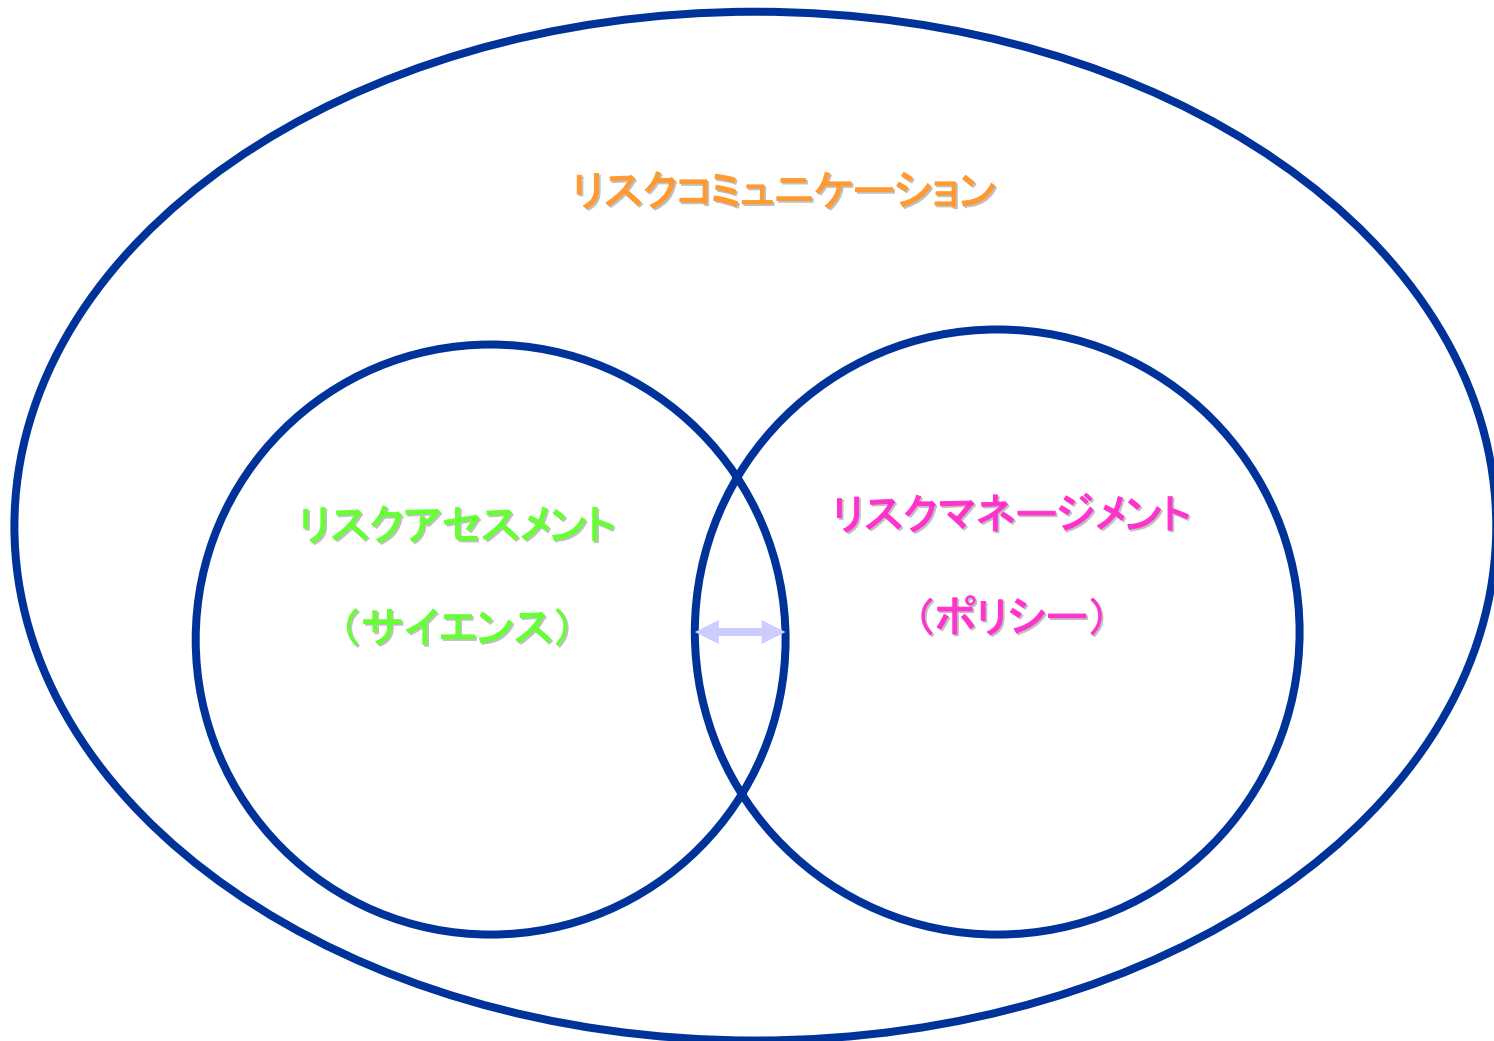 リスクコミュニケーション
リスクアセスメント
（サイエンス）
リスクマネージメント
（ポリシー）